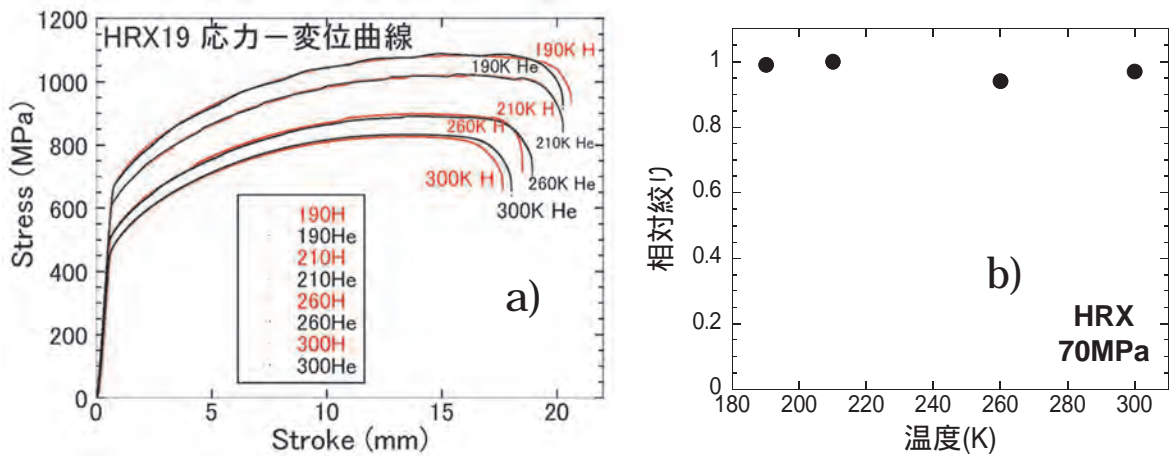 HRX19 応力ー変位曲線
1200
1000
800
600
400
200
0
Stress (MPa)
190K H
190K He
210K H
260K H
210K He
300K H
260K He
300K He
190H
190He
210H
210He
260H
260He
300H
300He
a)
0
5
10
15
20
Stroke (mm)
1
0.8
0.6
0.4
0.2
0
相対絞り
b)
HRX
70MPa
180
200
220
240
260
280
300
温度(K)